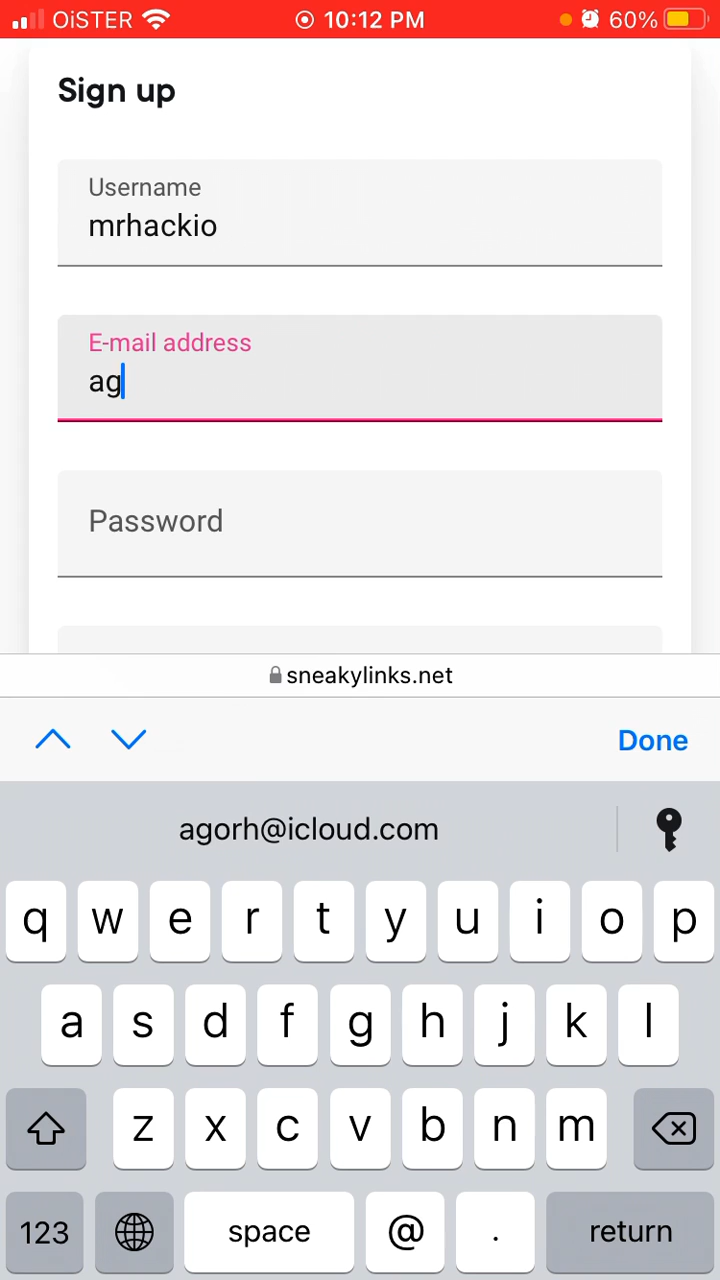 OiSTER 10:12 PM 60%
Sign up
Username
mrhackio
E-mail address
ag
Password
sneakylinks.net
Done
agorh@icloud.com
q w e r t y u i o p
a s d f g h j k l
z x c v b n m
123 space @ . return